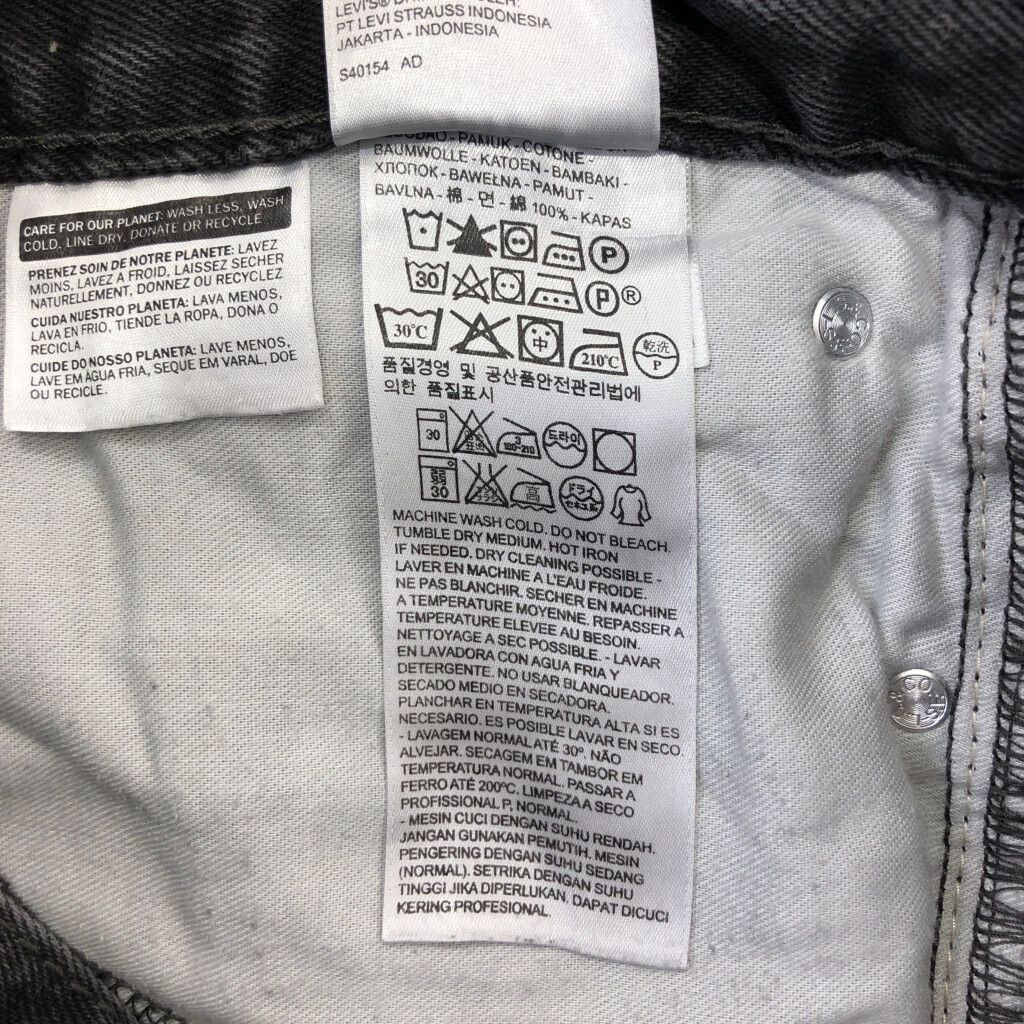 PT LEVI STRAUSS INDONESIA
JAKARTA - INDONESIA
S40154 AD
PAMUK - COTONE -
BAUMWOLLE - KATOEN - BAMBAKI -
ХЛОПОК - BAWEŁNA - PAMUT -
BAVLNA - 棉 - 면 - 綿 100% - KAPAS
P
30 P ®
30°C 中 210°C 乾洗 P
품질경영 및 공산품안전관리법에
의한 품질표시
30 드라이
30 高 ドライ
MACHINE WASH COLD. DO NOT BLEACH.
TUMBLE DRY MEDIUM. HOT IRON
IF NEEDED. DRY CLEANING POSSIBLE -
LAVER EN MACHINE A L'EAU FROIDE.
NE PAS BLANCHIR. SECHER EN MACHINE
A TEMPERATURE MOYENNE. REPASSER A
TEMPERATURE ELEVEE AU BESOIN.
NETTOYAGE A SEC POSSIBLE. - LAVAR
EN LAVADORA CON AGUA FRIA Y
DETERGENTE. NO USAR BLANQUEADOR.
SECADO MEDIO EN SECADORA.
PLANCHAR EN TEMPERATURA ALTA SI ES
NECESARIO. ES POSIBLE LAVAR EN SECO
- LAVAGEM NORMAL ATÉ 30º. NÃO
ALVEJAR. SECAGEM EM TAMBOR EM
TEMPERATURA NORMAL. PASSAR A
FERRO ATÉ 200ºC. LIMPEZA A SECO
PROFISSIONAL P, NORMAL.
- MESIN CUCI DENGAN SUHU RENDAH.
JANGAN GUNAKAN PEMUTIH. MESIN
PENGERING DENGAN SUHU SEDANG
(NORMAL). SETRIKA DENGAN SUHU
TINGGI JIKA DIPERLUKAN. DAPAT DICUCI
KERING PROFESIONAL.
CARE FOR OUR PLANET: WASH LESS, WASH
COLD, LINE DRY, DONATE OR RECYCLE
PRENEZ SOIN DE NOTRE PLANETE: LAVEZ
MOINS, LAVEZ A FROID, LAISSEZ SECHER
NATURELLEMENT, DONNEZ OU RECYCLEZ
CUIDA NUESTRO PLANETA: LAVA MENOS,
LAVA EN FRIO, TIENDE LA ROPA, DONA O
RECICLA.
CUIDE DO NOSSO PLANETA: LAVE MENOS,
LAVE EM ÁGUA FRIA, SEQUE EM VARAL, DOE
OU RECICLE.